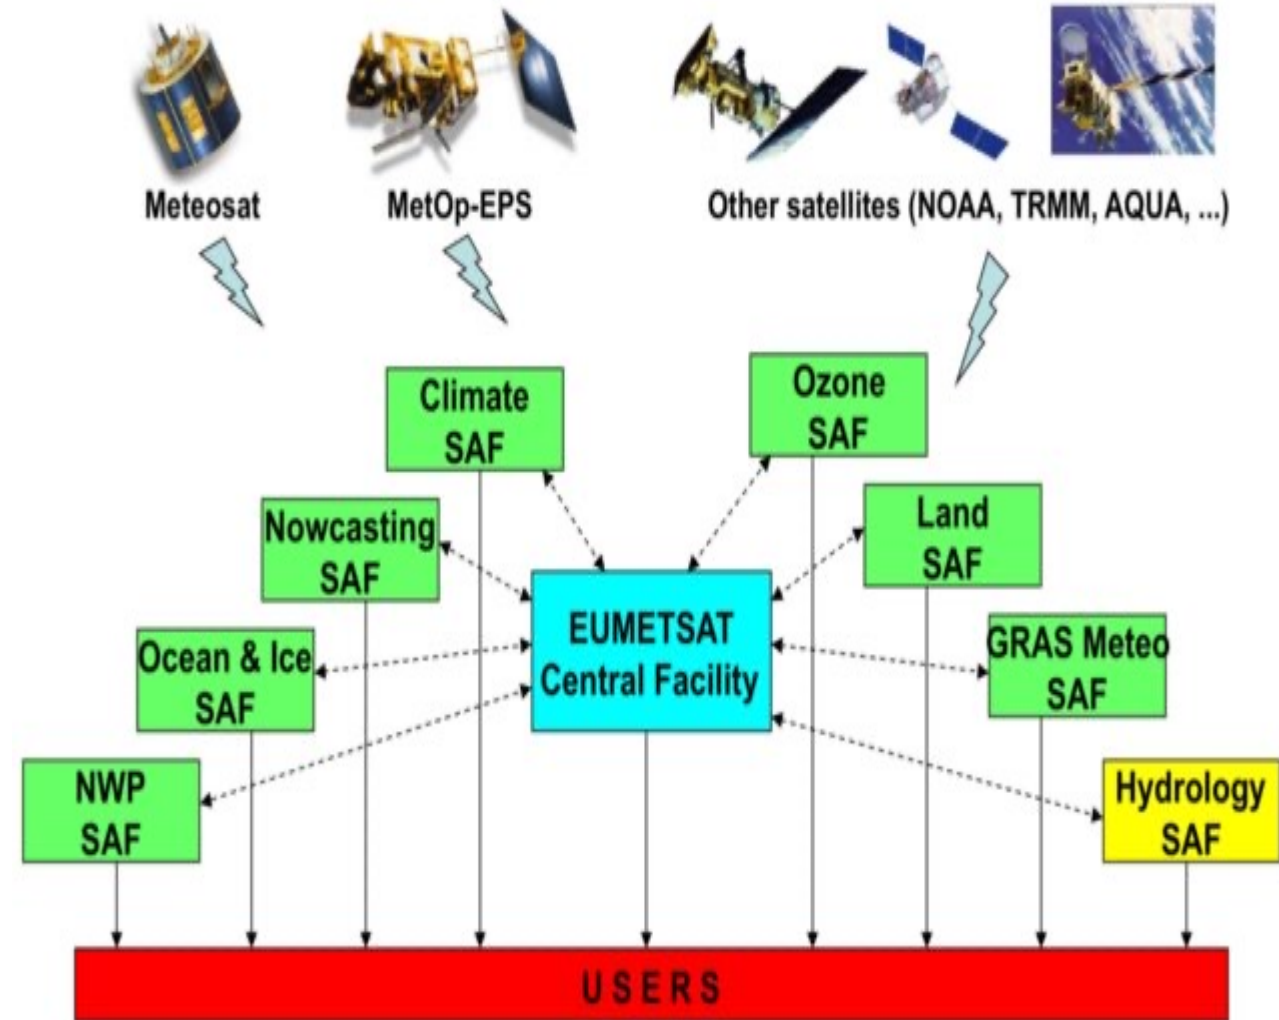 Meteosat
MetOp-EPS
Other satellites (NOAA, TRMM, AQUA, ...)
Climate
SAF
Ozone
SAF
Nowcasting
SAF
Land
SAF
EUMETSAT
Central Facility
Ocean & Ice
SAF
GRAS Meteo
SAF
NWP
SAF
Hydrology
SAF
USERS